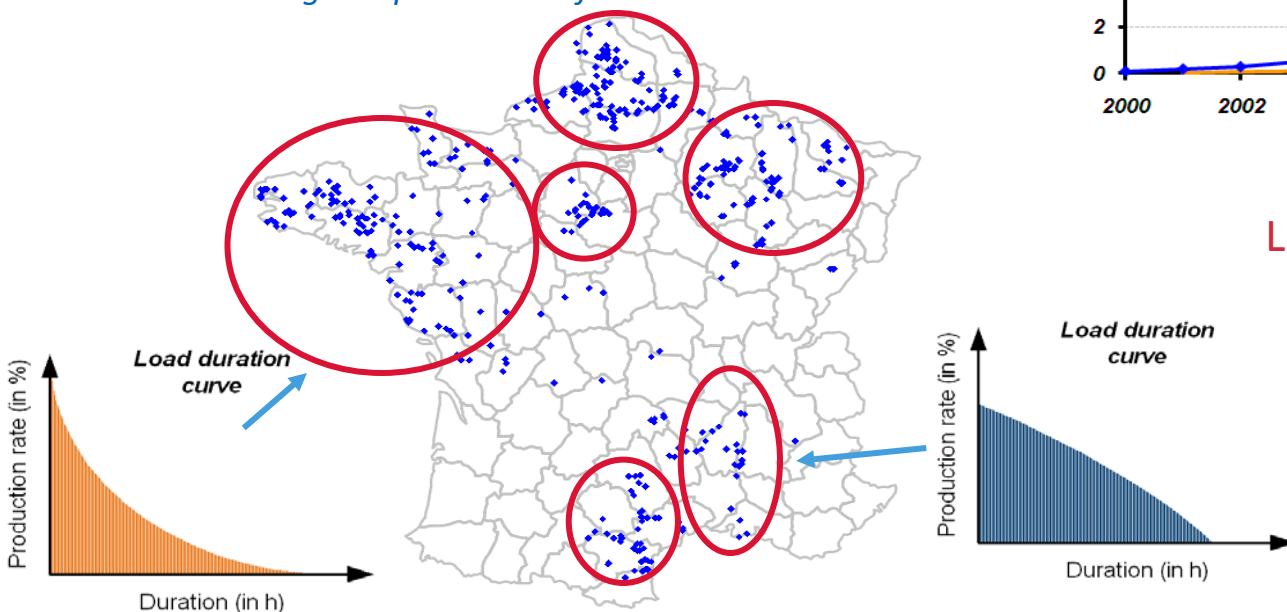 2
0
2000 2002
L
Load duration
curve
Production rate (in %)
Duration (in h)
Load duration
curve
Production rate (in %)
Duration (in h)